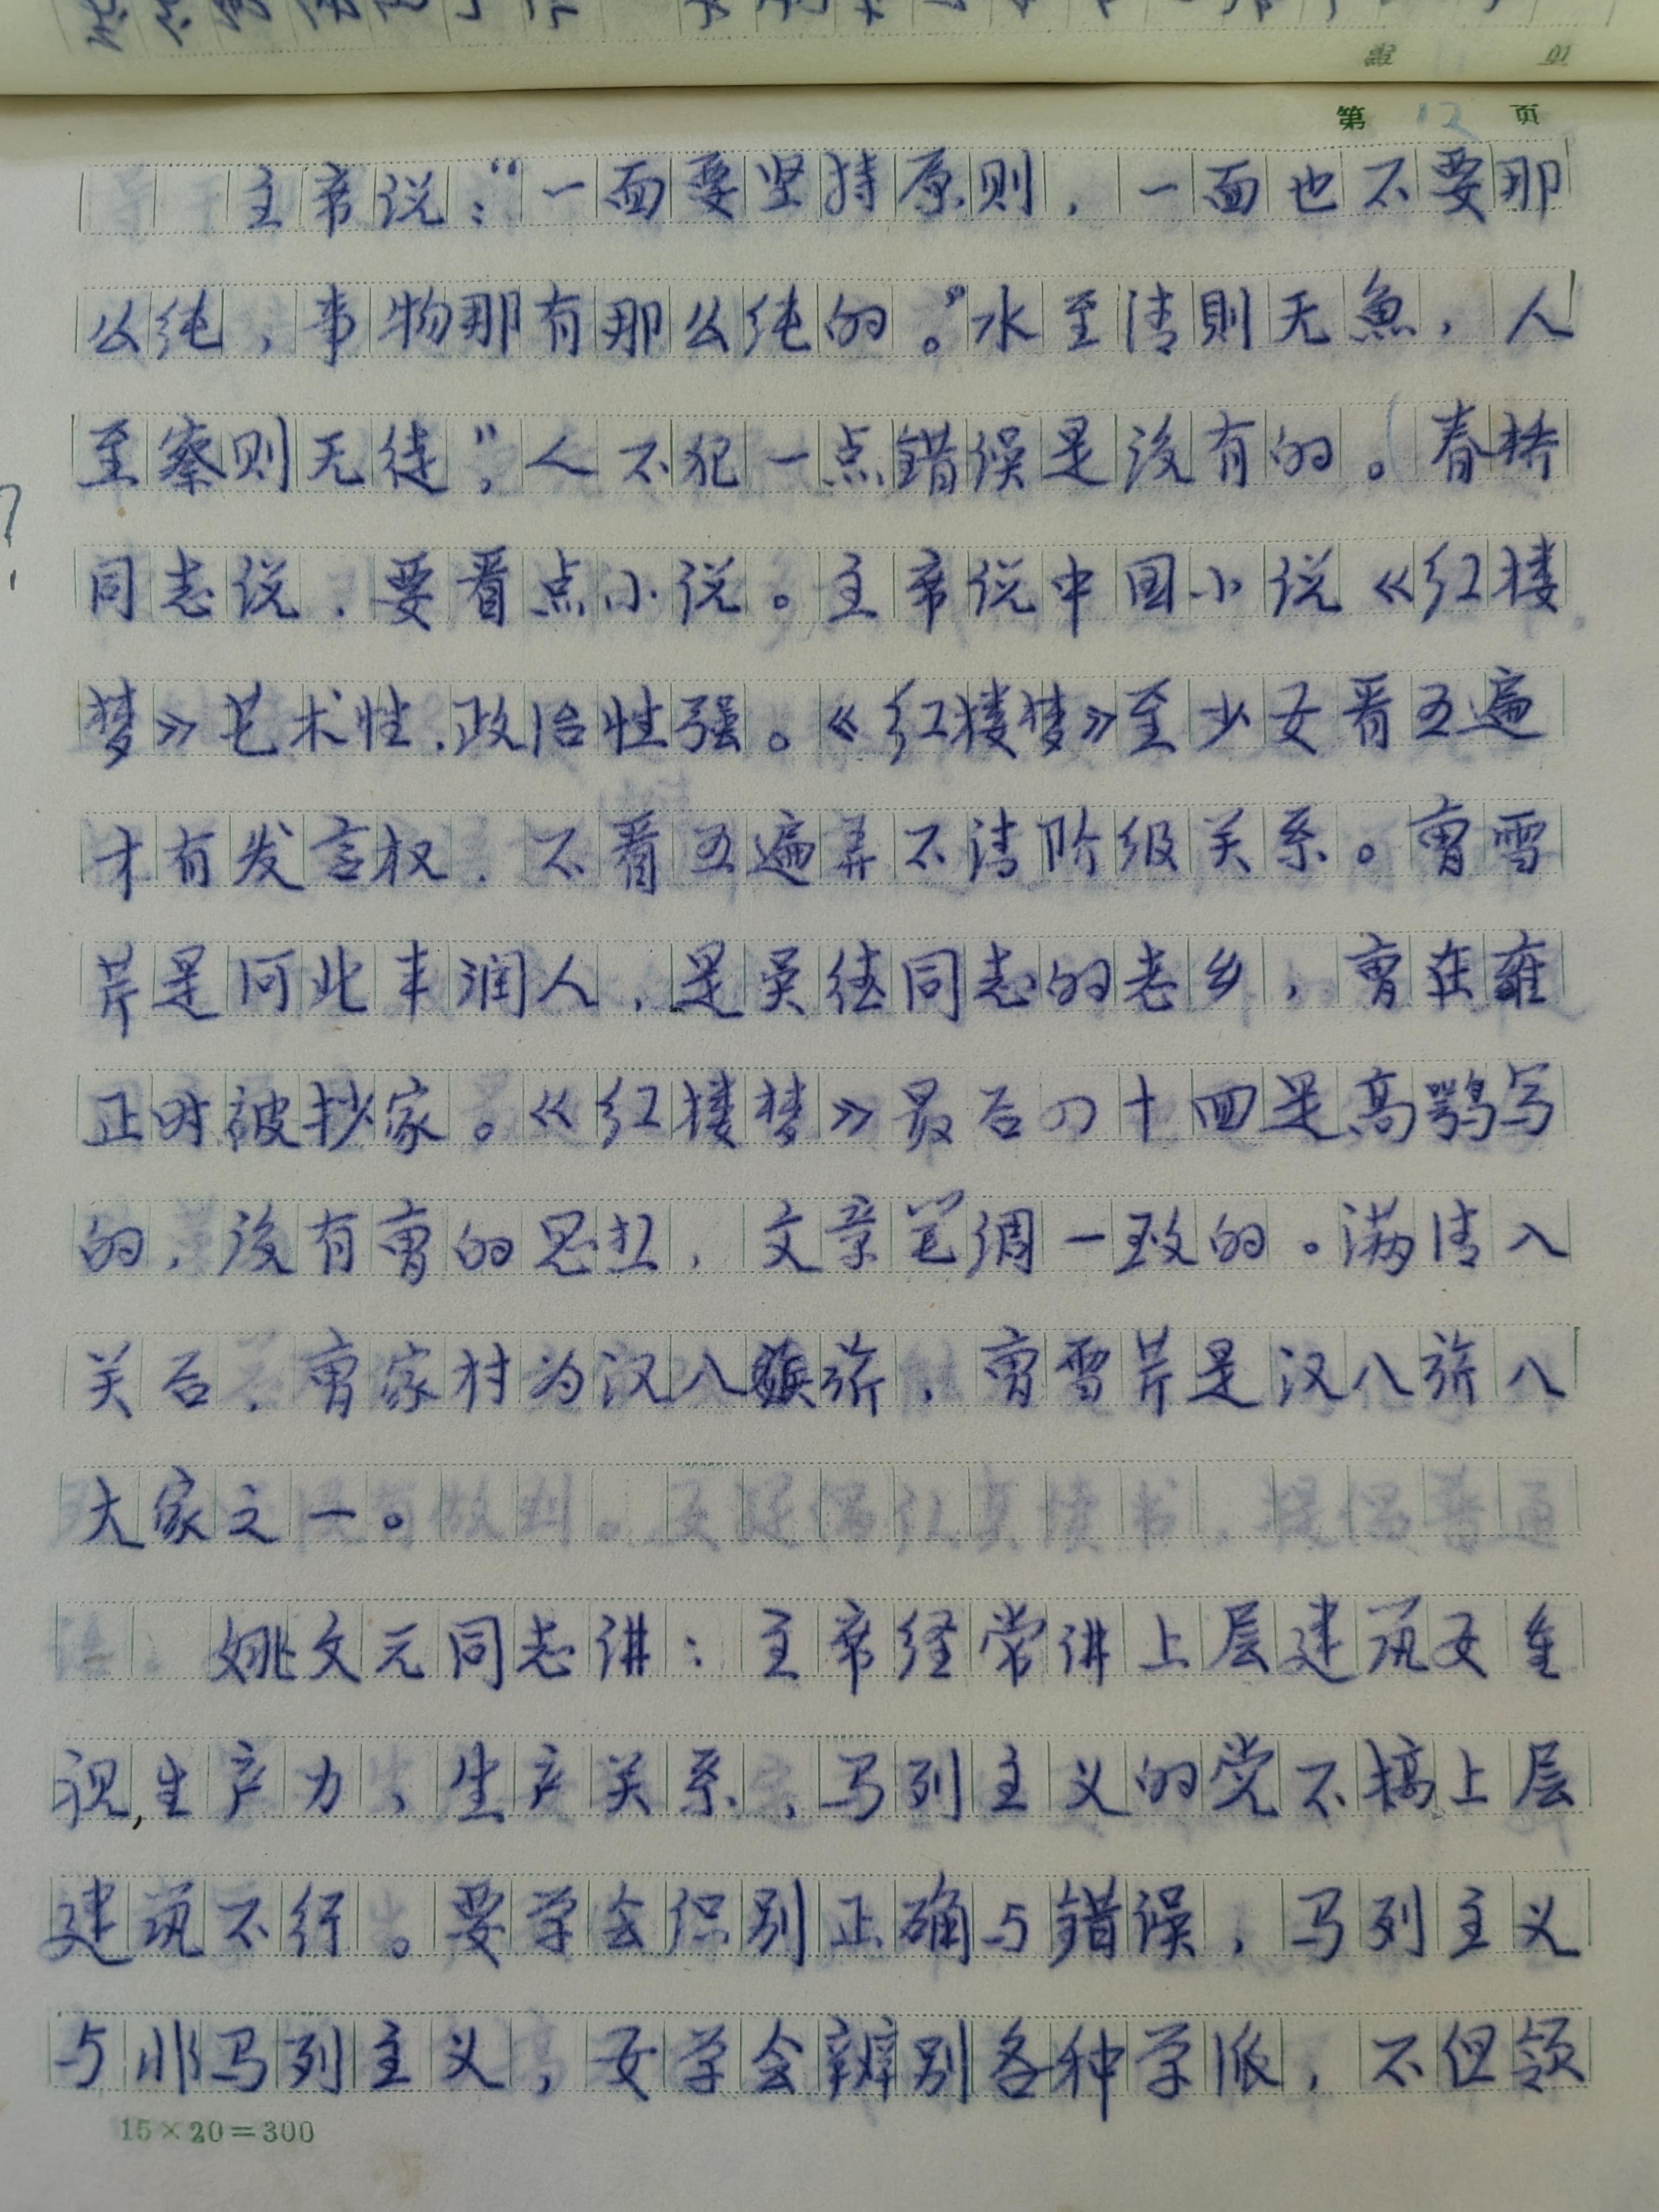 第 12 页
主席说：“一面要坚持原则，一面也不要那
么纯，事物那有那么纯的。”水至清則无魚，人
至察则无徒”。人不犯一点错误是没有的。（春桥
同志说，要看点小说。主席说中国小说《红楼
梦》艺术性，政治性强。《红楼梦》至少女看五遍
才有发言权，不看五遍弄不清阶级关系。曹雪
芹是河北丰润人，是吴德同志的老乡，曹在雍
正时被抄家。《红楼梦》最后四十回是高鹗写
的，没有曹的思想，文章笔调一致的。满清入
关后，曹家封为汉八旗，曹雪芹是汉八旗八
大家之一。
姚文元同志讲：主席经常讲上层建筑要重
视，生产力，生产关系，马列主义的党不搞上层
建筑不行。要学会识别正确与错误，马列主义
与非马列主义，要学会辨别各种学派，不但领
15×20=300